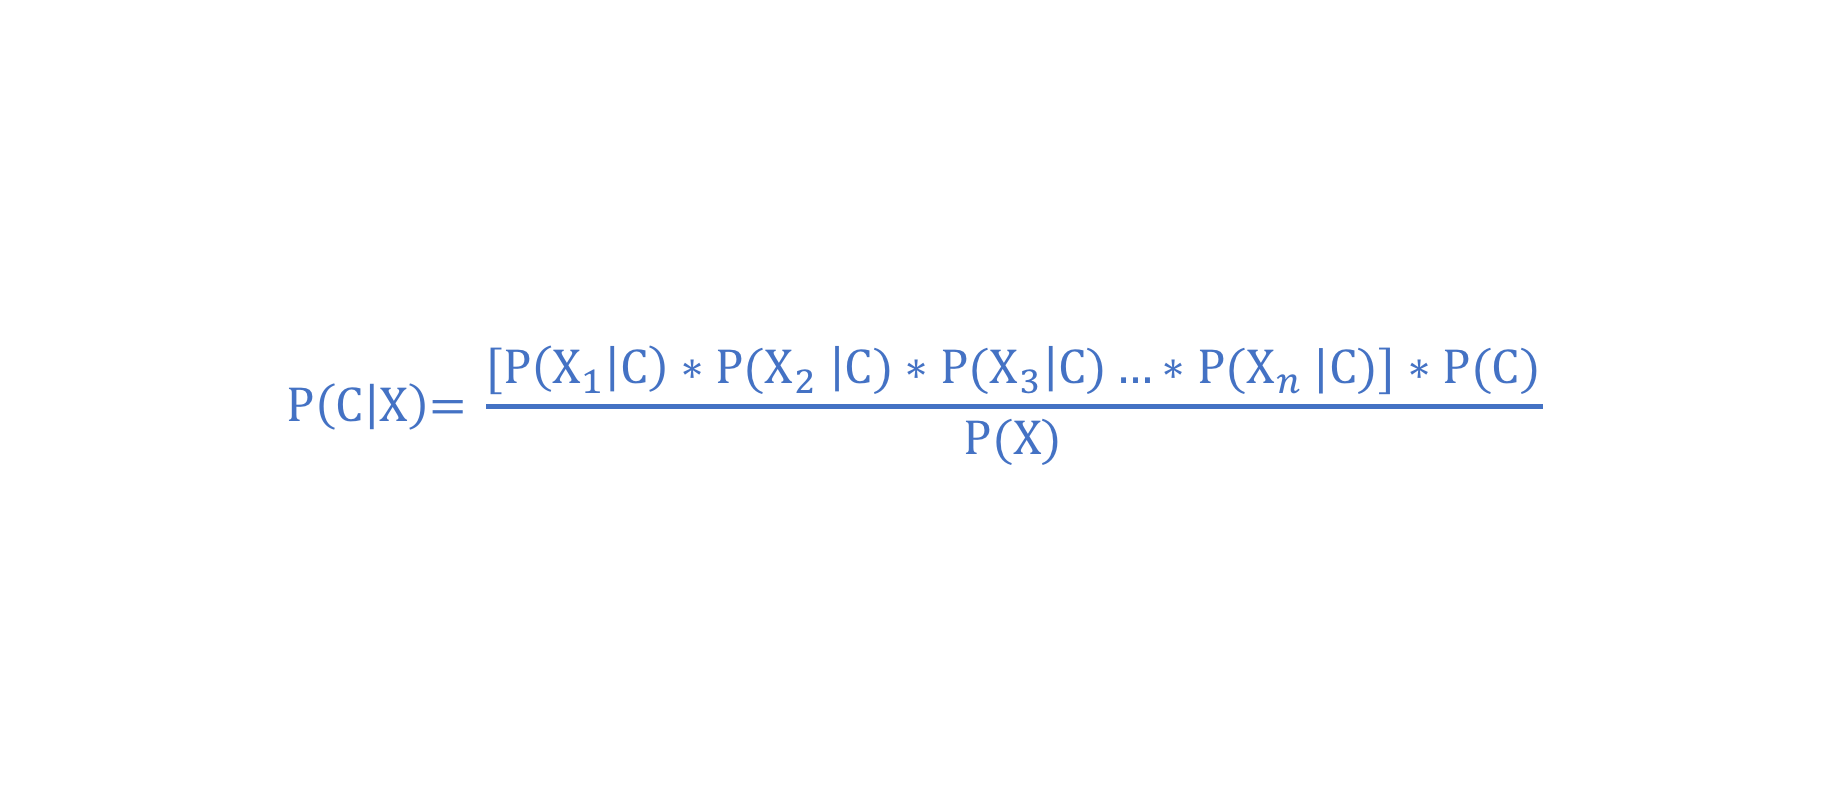 P(C|X)= [P(X₁|C) ∗ P(X₂ |C) ∗ P(X₃|C) … ∗ P(Xₙ |C)] ∗ P(C)
P(X)